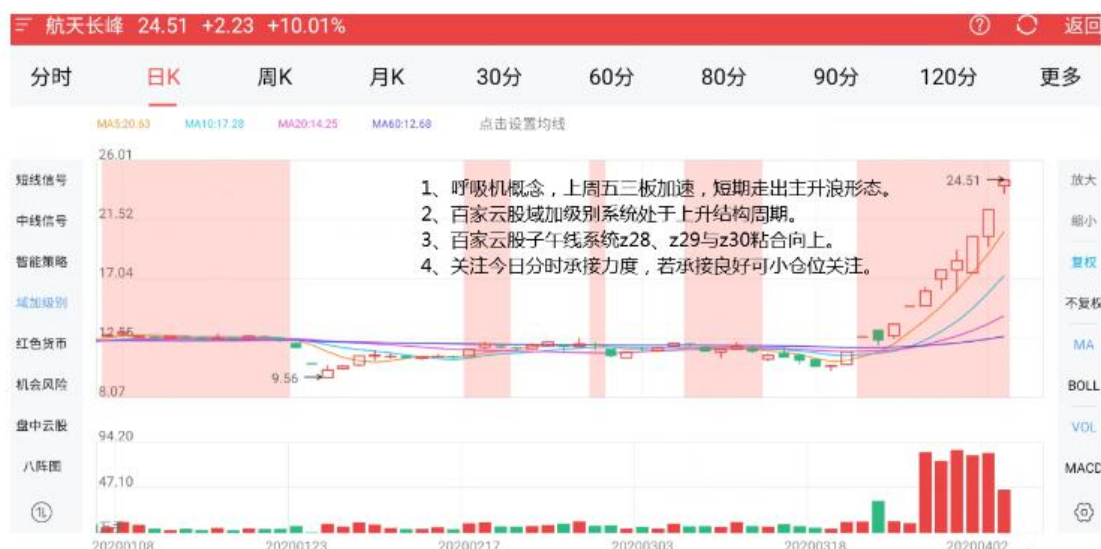 航天长峰 24.51 +2.23 +10.01% ? 返回
分时 日K 周K 月K 30分 60分 80分 90分 120分 更多
MA5:20.63 MA10:17.28 MA20:14.25 MA60:12.68 点击设置均线
26.01
短线信号
中线信号
智能策略
域加级别
红色货币
机会风险
盘中云股
八阵图
1、呼吸机概念，上周五三板加速，短期走出主升浪形态。
2、百家云股域加级别系统处于上升结构周期。
3、百家云股子午线系统z28、z29与z30粘合向上。
4、关注今日分时承接力度，若承接良好可小仓位关注。
24.51
21.52
17.04
12.56
9.56
8.07
94.20
47.10
万手
20200108 20200123 20200217 20200303 20200318 20200402
放大
缩小
复权
不复权
MA
BOLL
VOL
MACD